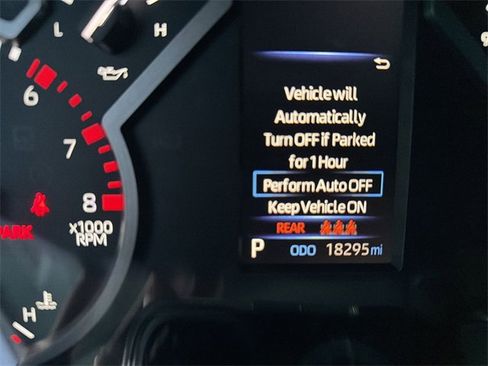 L
H
6
7
8
x1000
RPM
PARK
H
Vehicle will
Automatically
Turn OFF if Parked
for 1 Hour
Perform Auto OFF
Keep Vehicle ON
REAR
P ODO 18295 mi